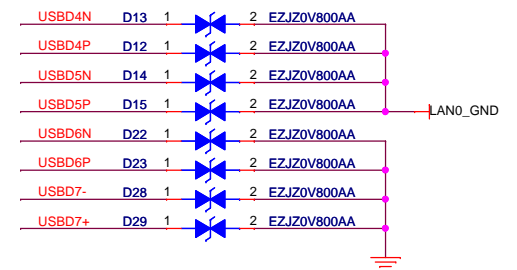 USBD4N D13 1 2 EZJZ0V800AA
USBD4P D12 1 2 EZJZ0V800AA
USBD5N D14 1 2 EZJZ0V800AA
USBD5P D15 1 2 EZJZ0V800AA LAN0_GND
USBD6N D22 1 2 EZJZ0V800AA
USBD6P D23 1 2 EZJZ0V800AA
USBD7- D28 1 2 EZJZ0V800AA
USBD7+ D29 1 2 EZJZ0V800AA